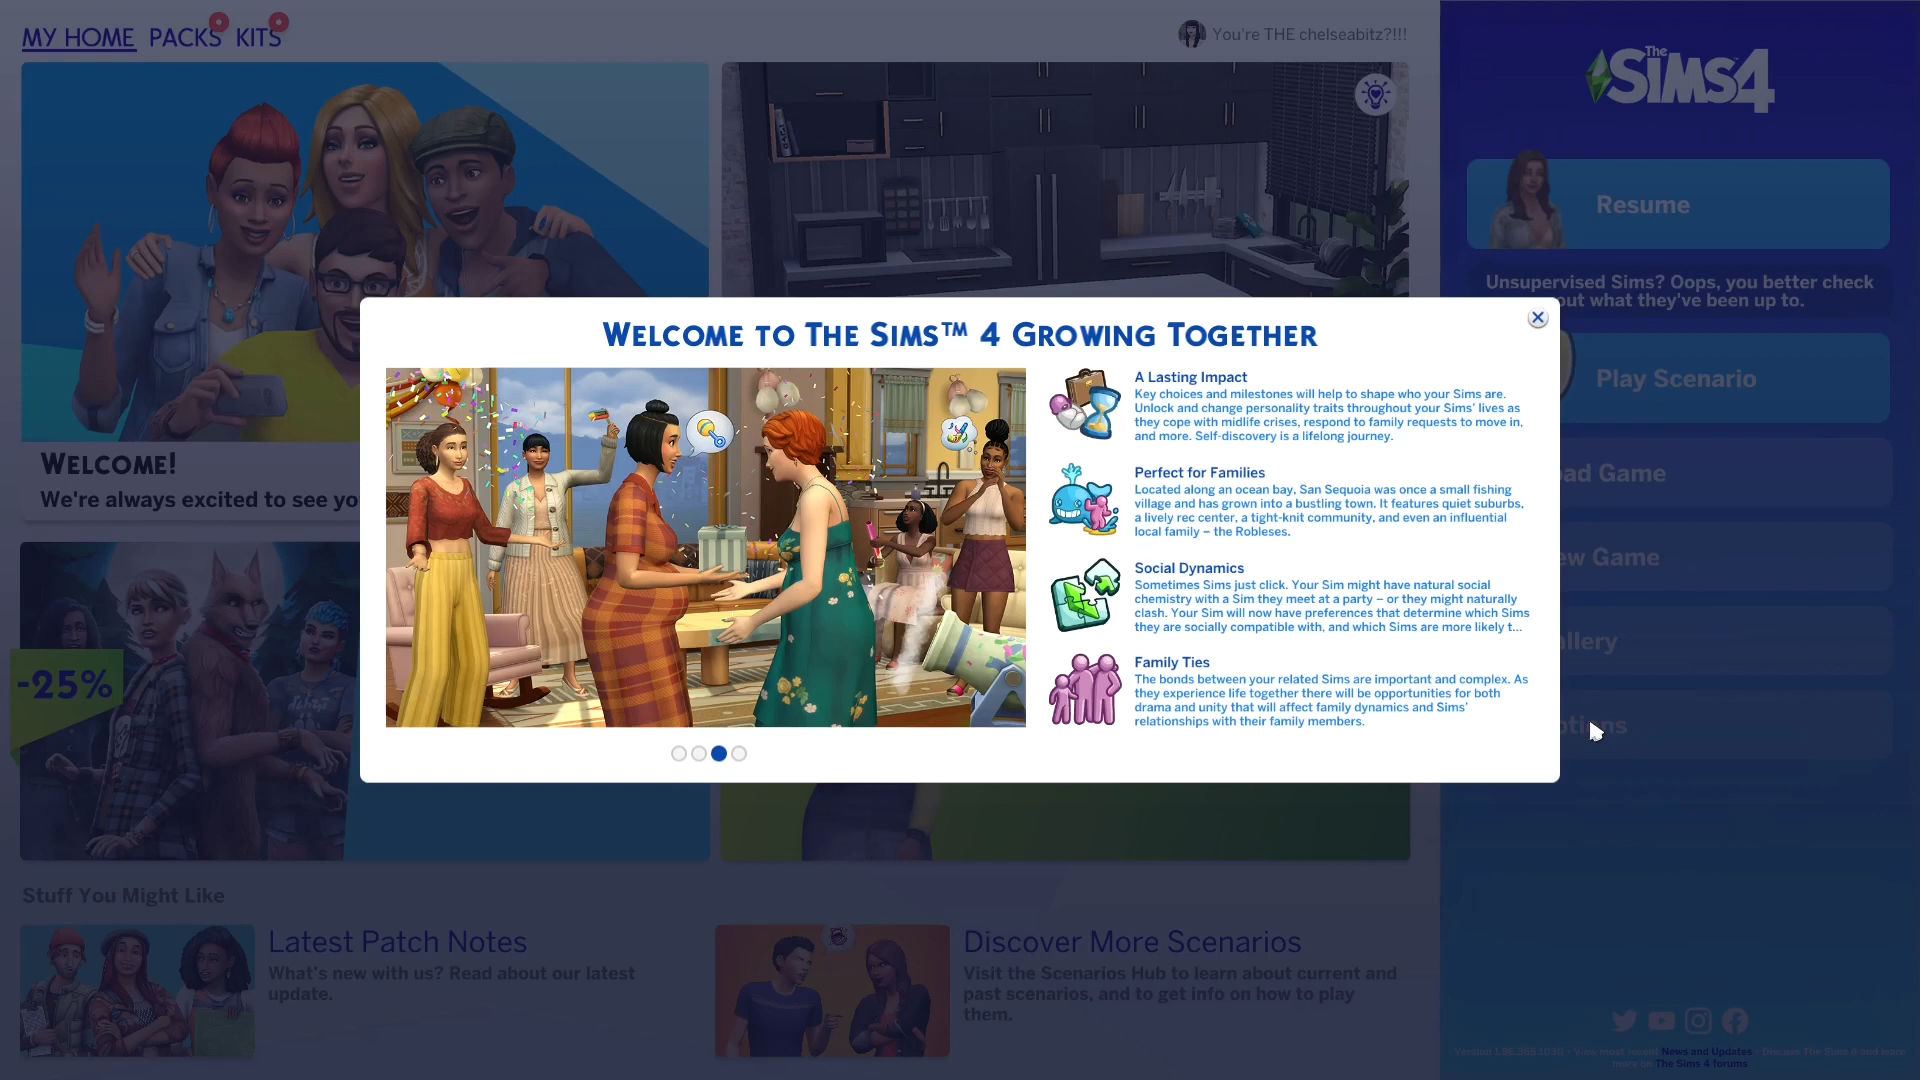 MY HOME PACKS KITS
You're THE chelseabitz?!!!
The SIMS4
Resume
Unsupervised Sims? Oops, you better check
out what they've been up to.
Play Scenario
ad Game
ew Game
llery
tions
WELCOME!
We're always excited to see yo
-25%
WELCOME TO THE SIMS™ 4 GROWING TOGETHER
A Lasting Impact
Key choices and milestones will help to shape who your Sims are.
Unlock and change personality traits throughout your Sims' lives as
they cope with midlife crises, respond to family requests to move in,
and more. Self-discovery is a lifelong journey.
Perfect for Families
Located along an ocean bay, San Sequoia was once a small fishing
village and has grown into a bustling town. It features quiet suburbs,
a lively rec center, a tight-knit community, and even an influential
local family – the Robleses.
Social Dynamics
Sometimes Sims just click. Your Sim might have natural social
chemistry with a Sim they meet at a party – or they might naturally
clash. Your Sim will now have preferences that determine which Sims
they are socially compatible with, and which Sims are more likely t...
Family Ties
The bonds between your related Sims are important and complex. As
they experience life together there will be opportunities for both
drama and unity that will affect family dynamics and Sims'
relationships with their family members.
Stuff You Might Like
Latest Patch Notes
What's new with us? Read about our latest
update.
Discover More Scenarios
Visit the Scenarios Hub to learn about current and
past scenarios, and to get info on how to play
them.
View most recent News and Updates - Discuss The Sims 4 and learn
more on The Sims 4 forums